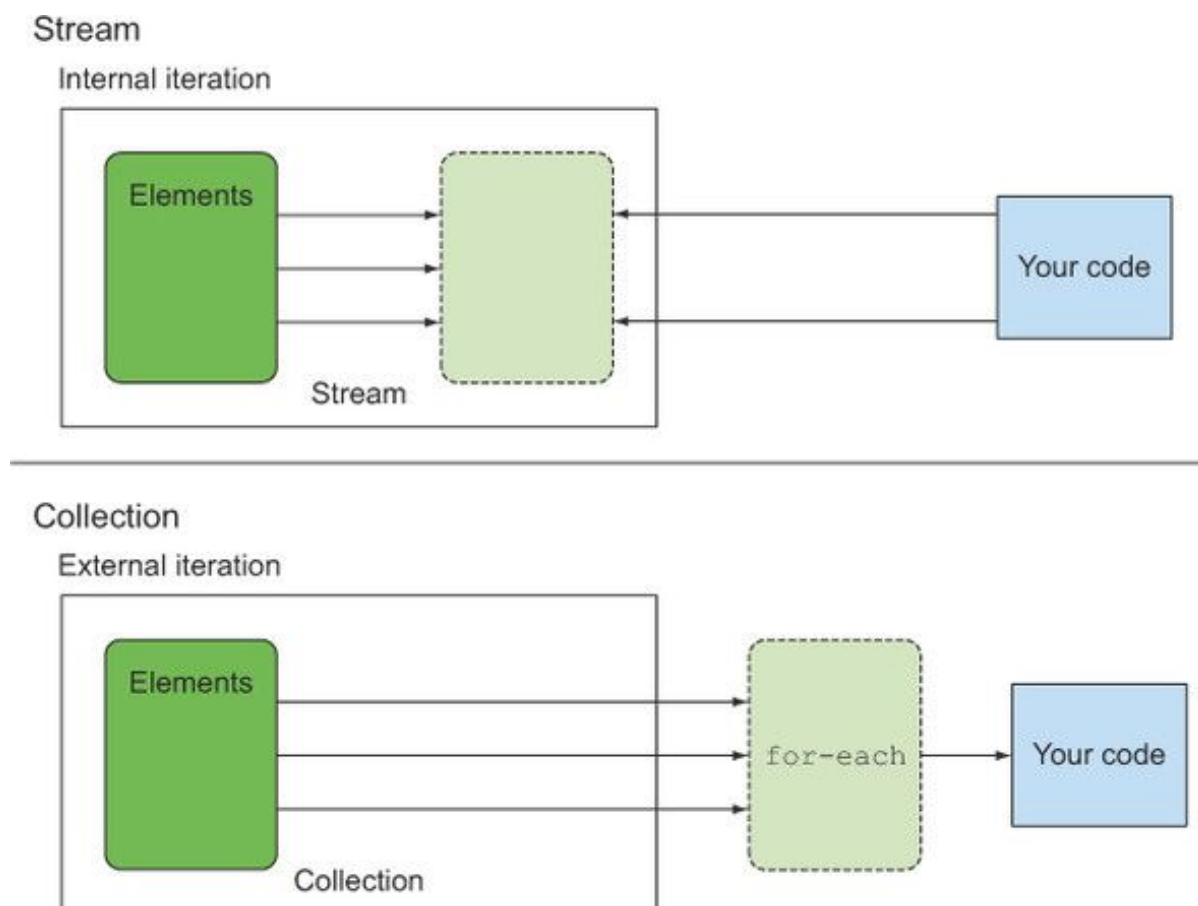 Stream
Internal iteration
Elements
Your code
Stream
Collection
External iteration
Elements
for-each
Your code
Collection